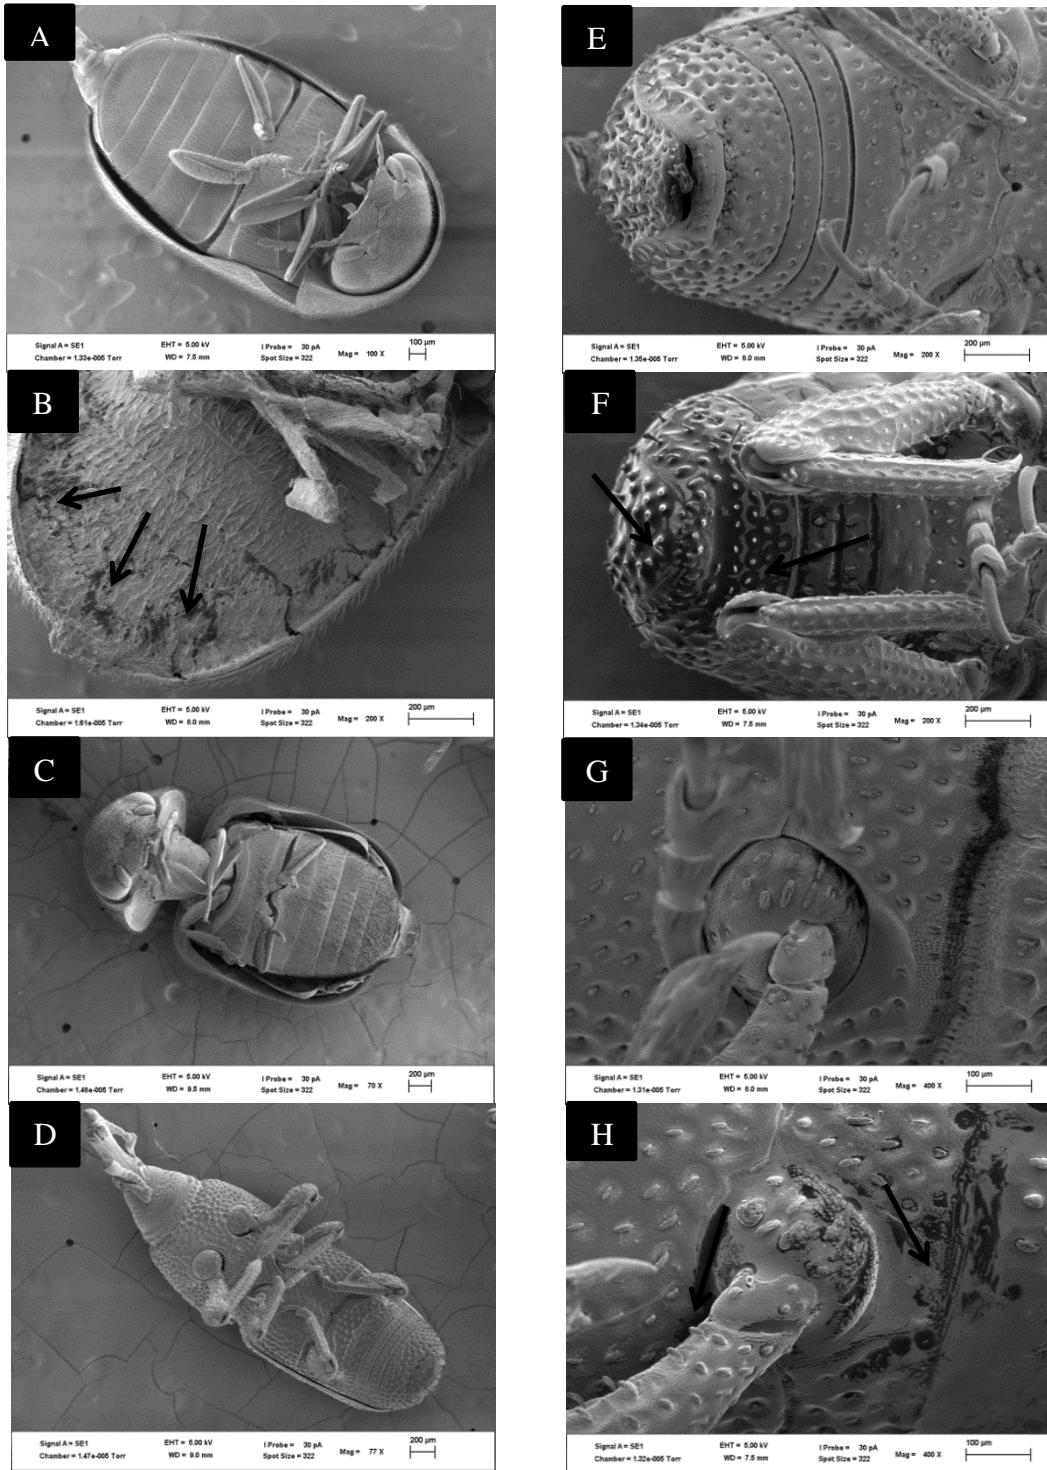 A
Signal A = SE1 EHT = 5.00 kV I Probe = 30 pA 100 µm
Chamber = 1.33e-005 Torr WD = 7.5 mm Spot Size = 322 Mag = 100 X
B
Signal A = SE1 EHT = 5.00 kV I Probe = 30 pA 200 µm
Chamber = 1.61e-005 Torr WD = 8.0 mm Spot Size = 322 Mag = 200 X
C
Signal A = SE1 EHT = 5.00 kV I Probe = 30 pA 200 µm
Chamber = 1.46e-005 Torr WD = 9.5 mm Spot Size = 322 Mag = 70 X
D
Signal A = SE1 EHT = 5.00 kV I Probe = 30 pA 200 µm
Chamber = 1.47e-005 Torr WD = 9.0 mm Spot Size = 322 Mag = 77 X
E
Signal A = SE1 EHT = 5.00 kV I Probe = 30 pA 200 µm
Chamber = 1.35e-005 Torr WD = 8.0 mm Spot Size = 322 Mag = 200 X
F
Signal A = SE1 EHT = 5.00 kV I Probe = 30 pA 200 µm
Chamber = 1.34e-005 Torr WD = 7.5 mm Spot Size = 322 Mag = 200 X
G
Signal A = SE1 EHT = 5.00 kV I Probe = 30 pA 100 µm
Chamber = 1.31e-005 Torr WD = 8.0 mm Spot Size = 322 Mag = 400 X
H
Signal A = SE1 EHT = 5.00 kV I Probe = 30 pA 100 µm
Chamber = 1.32e-005 Torr WD = 7.5 mm Spot Size = 322 Mag = 400 X